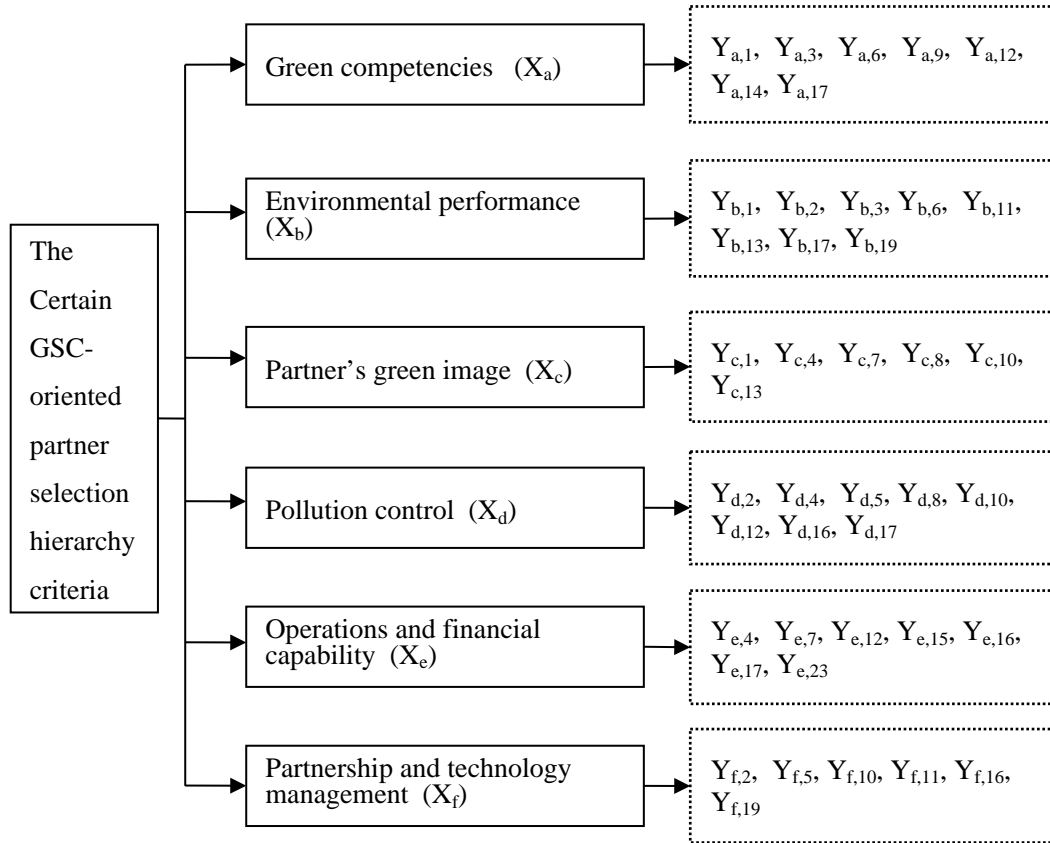 The
Certain
GSC-
oriented
partner
selection
hierarchy
criteria
Green competencies (Xa)
Ya,1, Ya,3, Ya,6, Ya,9, Ya,12,
Ya,14, Ya,17
Environmental performance
(Xb)
Yb,1, Yb,2, Yb,3, Yb,6, Yb,11,
Yb,13, Yb,17, Yb,19
Partner’s green image (Xc)
Yc,1, Yc,4, Yc,7, Yc,8, Yc,10,
Yc,13
Pollution control (Xd)
Yd,2, Yd,4, Yd,5, Yd,8, Yd,10,
Yd,12, Yd,16, Yd,17
Operations and financial
capability (Xe)
Ye,4, Ye,7, Ye,12, Ye,15, Ye,16,
Ye,17, Ye,23
Partnership and technology
management (Xf)
Yf,2, Yf,5, Yf,10, Yf,11, Yf,16,
Yf,19